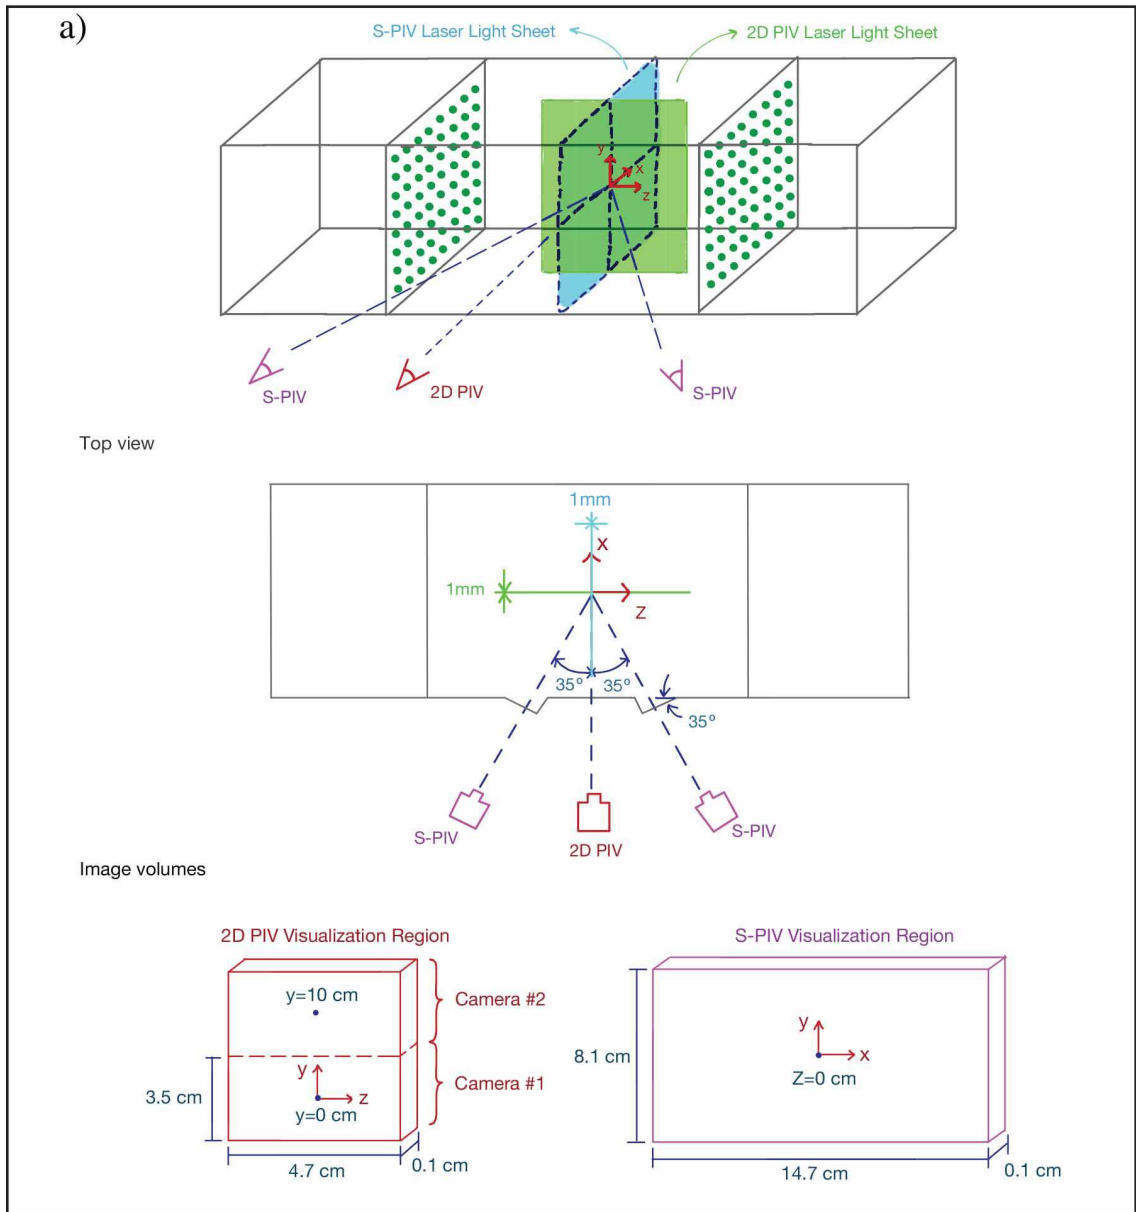 a)
S-PIV Laser Light Sheet
2D PIV Laser Light Sheet
y
x
z
S-PIV
2D PIV
S-PIV
Top view
1mm
X
1mm
Z
35º
35º
35º
S-PIV
2D PIV
S-PIV
Image volumes
2D PIV Visualization Region
S-PIV Visualization Region
y=10 cm
Camera #2
y
z
y=0 cm
Camera #1
3.5 cm
4.7 cm
0.1 cm
y
x
Z=0 cm
8.1 cm
14.7 cm
0.1 cm